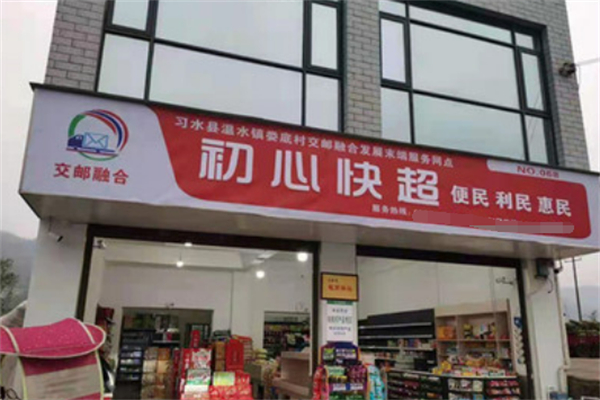 习水县温水镇娄底村交邮融合发展末端服务网点
NO.068
交邮融合
初心快超
便民 利民 惠民
服务热线: